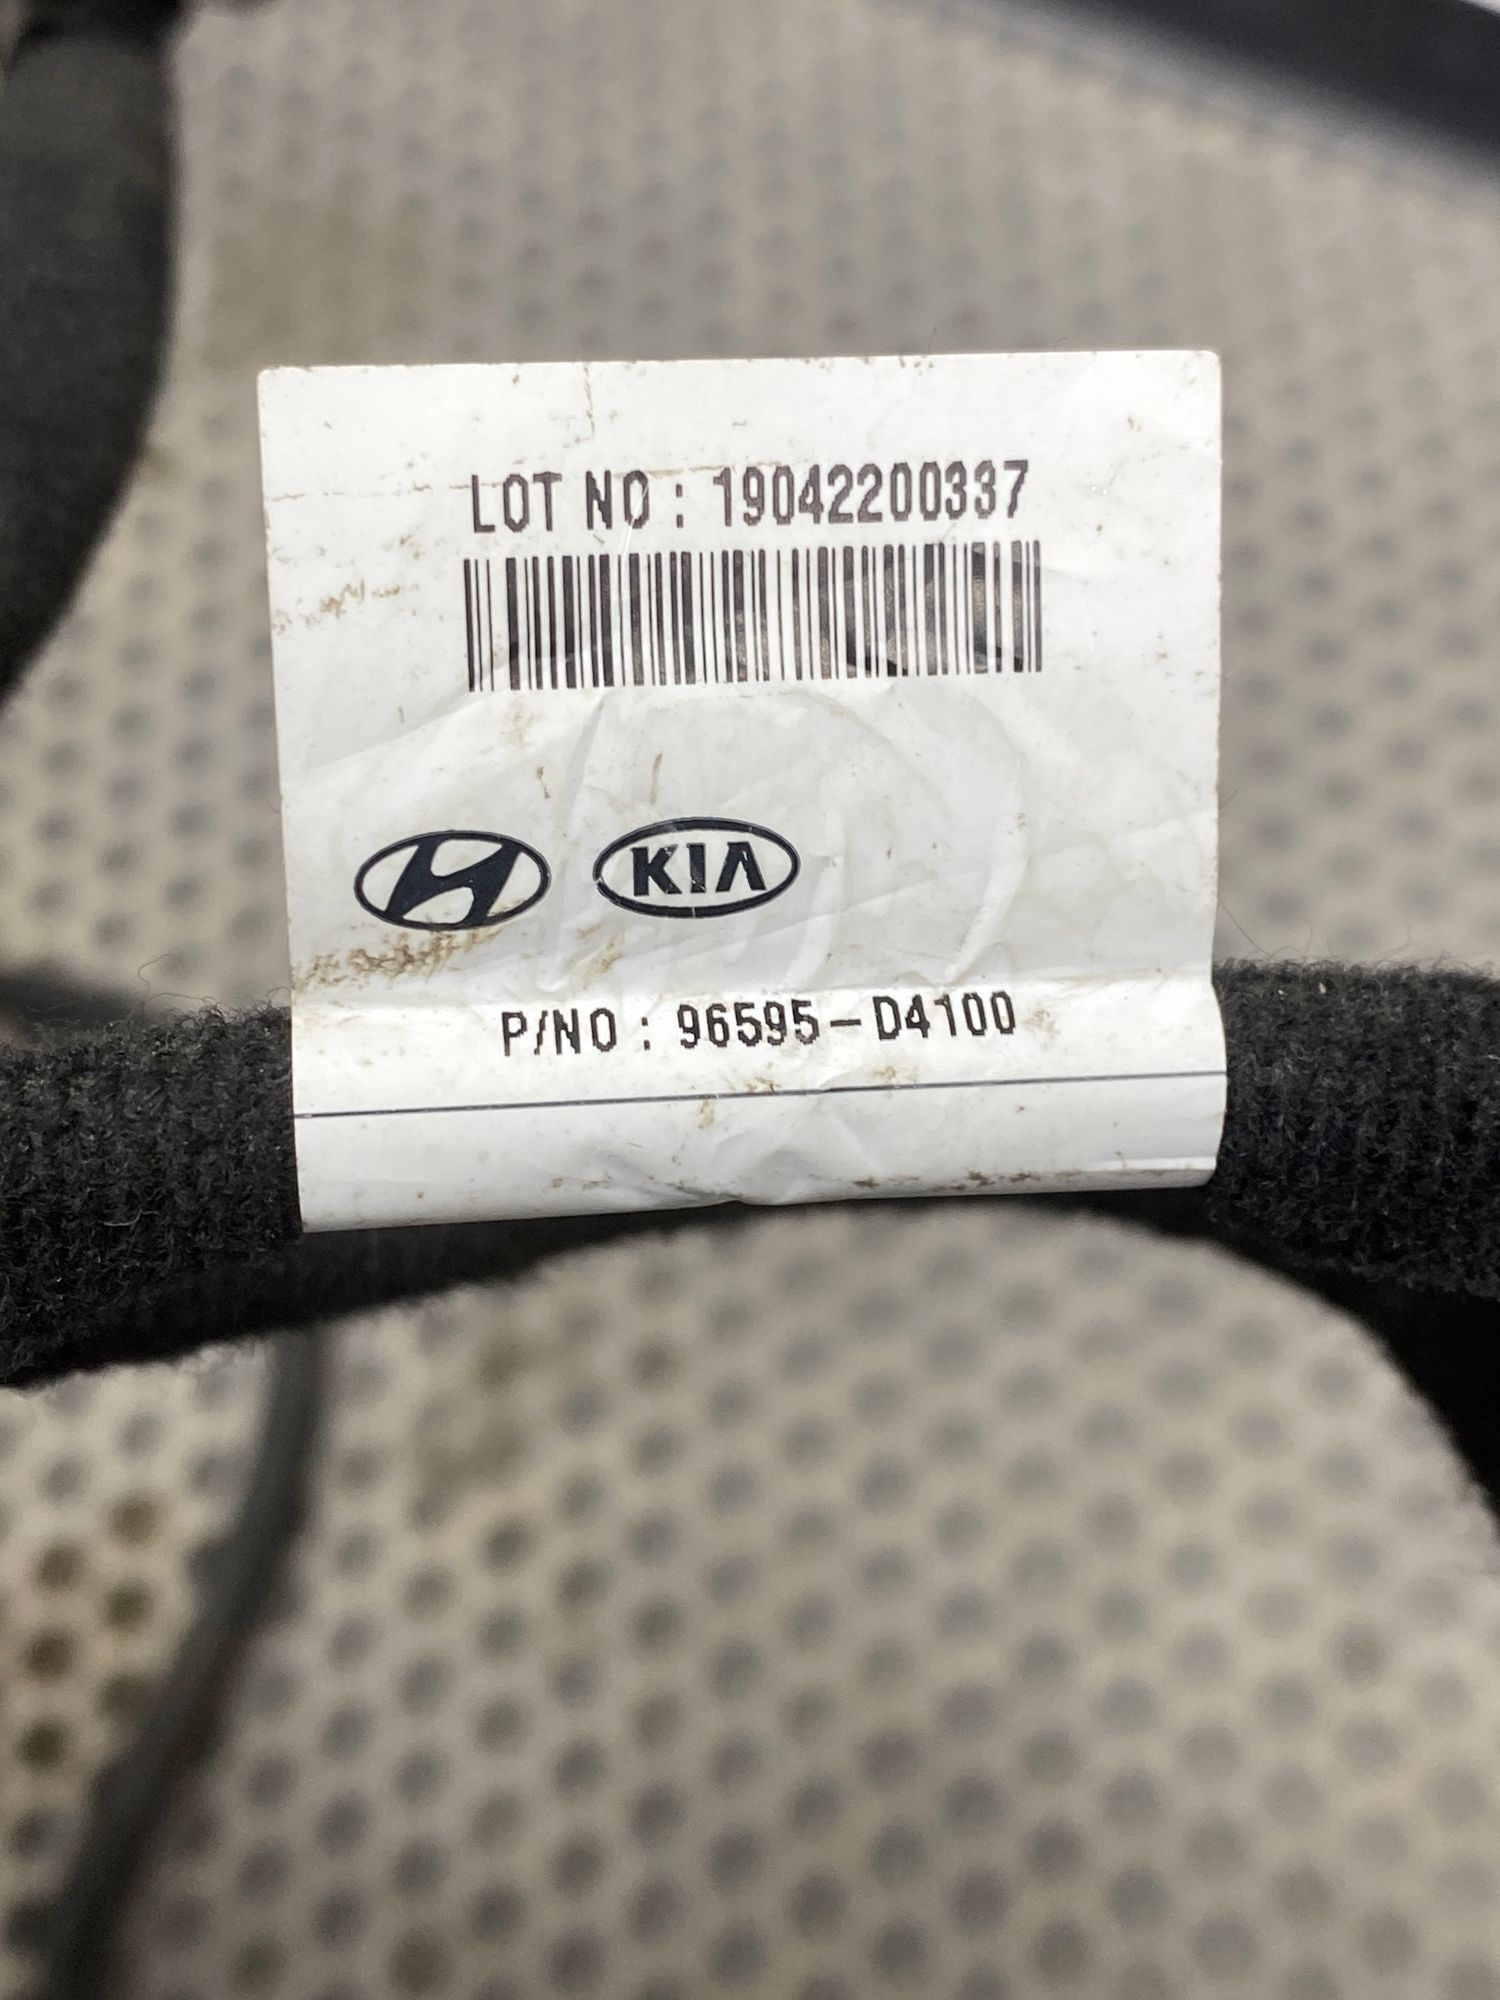 LOT NO : 19042200337
KIA
P/NO : 96595-D4100